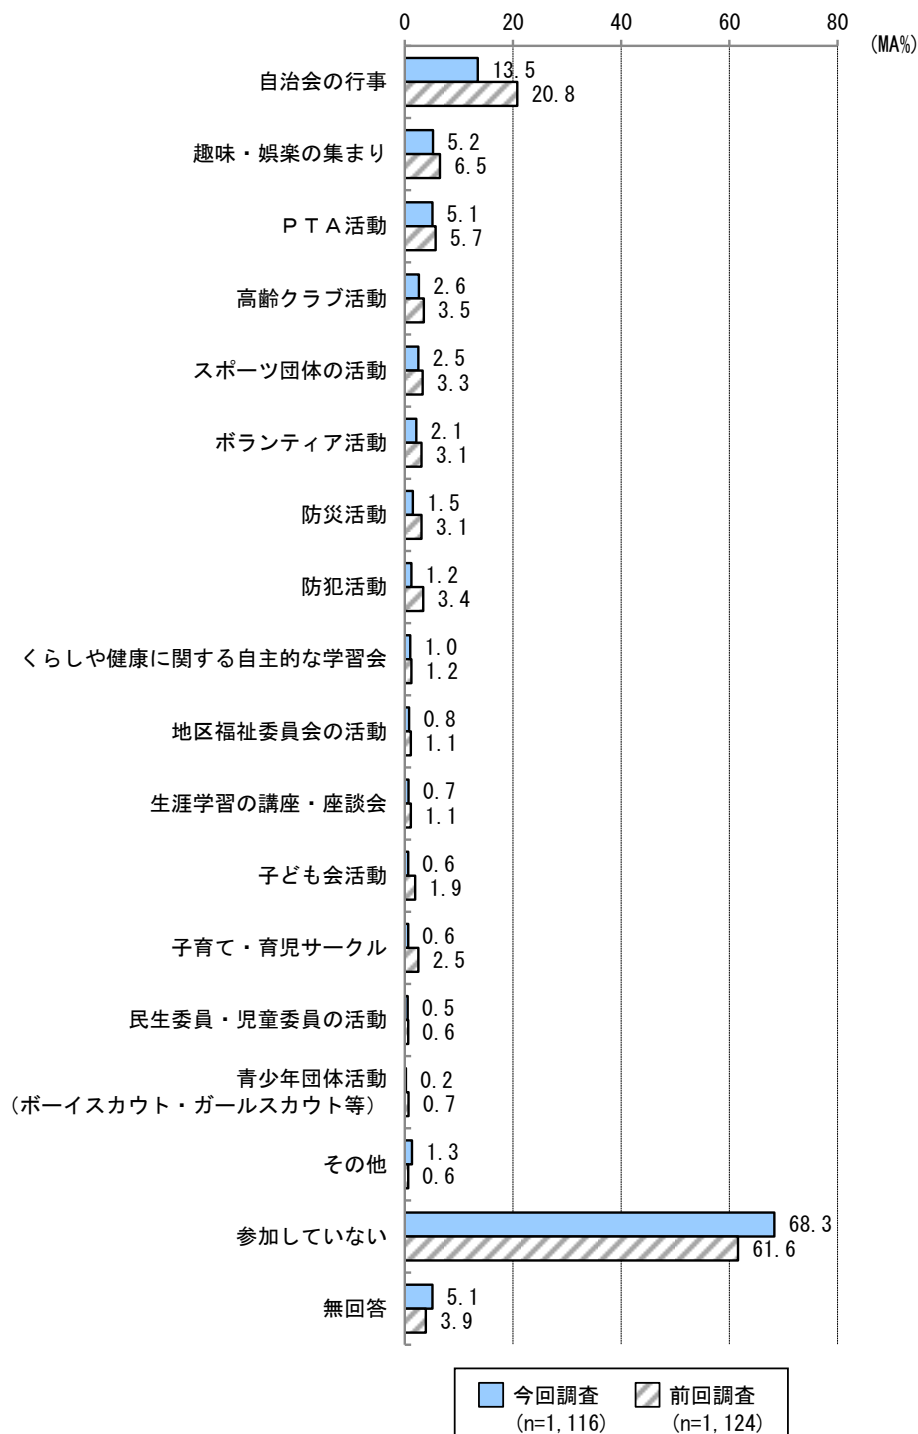 0 20 40 60 80
(MA%)
自治会の行事 13.5
20.8
趣味・娯楽の集まり 5.2
6.5
ＰＴＡ活動 5.1
5.7
高齢クラブ活動 2.6
3.5
スポーツ団体の活動 2.5
3.3
ボランティア活動 2.1
3.1
防災活動 1.5
3.1
防犯活動 1.2
3.4
くらしや健康に関する自主的な学習会 1.0
1.2
地区福祉委員会の活動 0.8
1.1
生涯学習の講座・座談会 0.7
1.1
子ども会活動 0.6
1.9
子育て・育児サークル 0.6
2.5
民生委員・児童委員の活動 0.5
0.6
青少年団体活動 0.2
（ボーイスカウト・ガールスカウト等） 0.7
その他 1.3
0.6
参加していない 68.3
61.6
無回答 5.1
3.9
今回調査 前回調査
(n=1,116) (n=1,124)